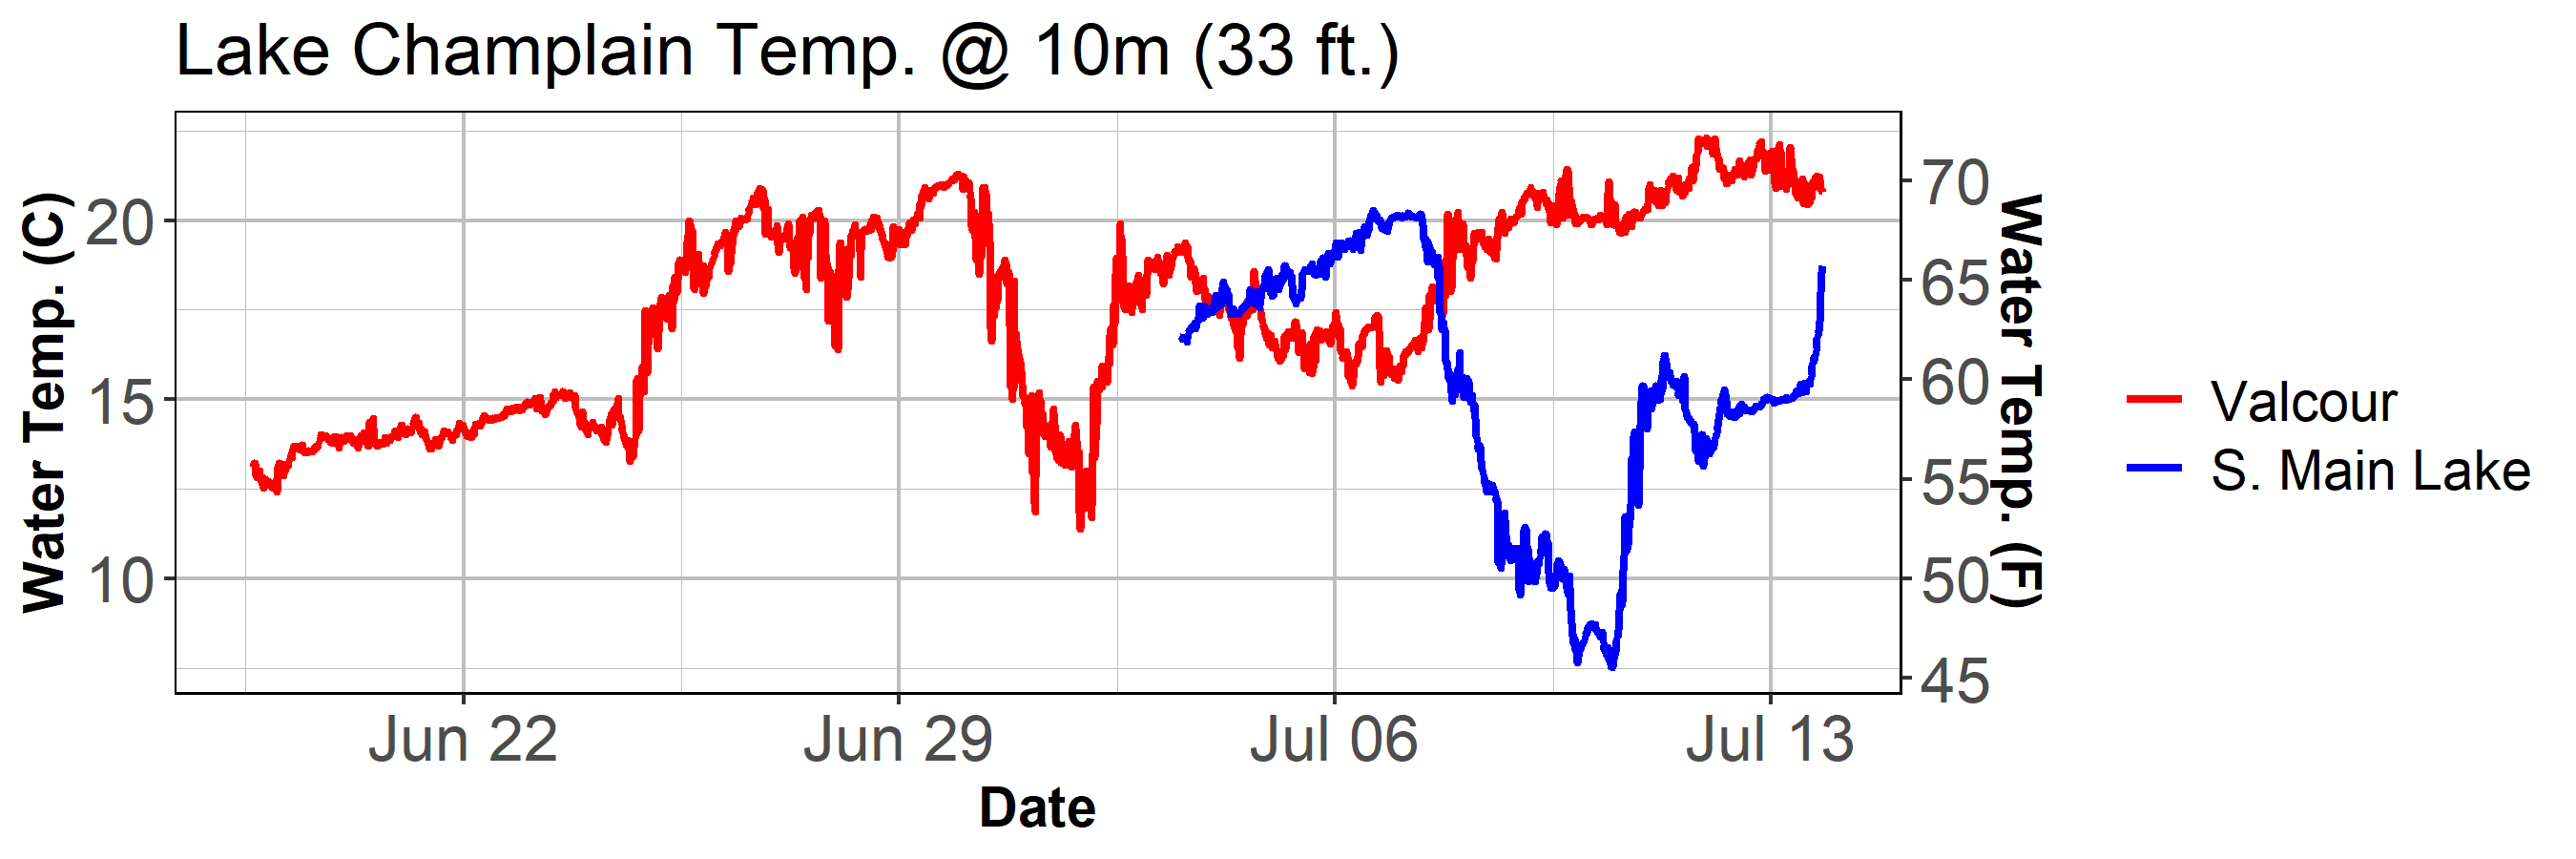 Lake Champlain Temp. @ 10m (33 ft.)
Water Temp. (C)
20
15
10
70
65
60
55
50
45
Water Temp. (F)
Jun 22
Jun 29
Jul 06
Jul 13
Date
Valcour
S. Main Lake